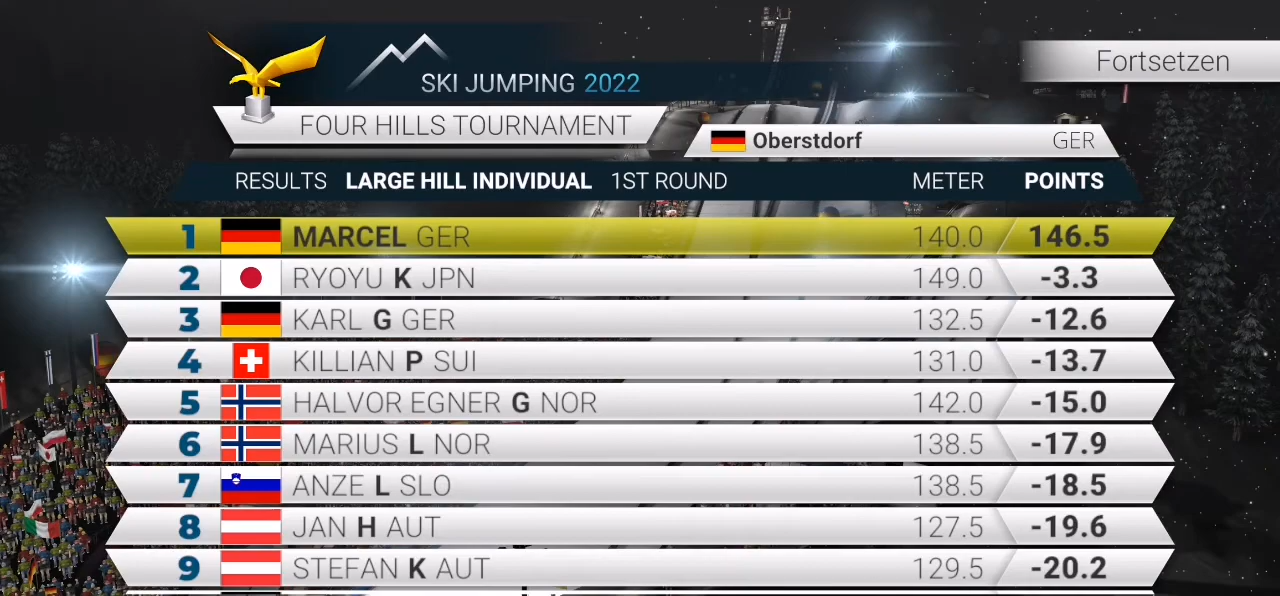 SKI JUMPING 2022
Fortsetzen
FOUR HILLS TOURNAMENT
Oberstdorf GER
RESULTS LARGE HILL INDIVIDUAL 1ST ROUND METER POINTS
1 MARCEL GER 140.0 146.5
2 RYOYU K JPN 149.0 -3.3
3 KARL G GER 132.5 -12.6
4 KILLIAN P SUI 131.0 -13.7
5 HALVOR EGNER G NOR 142.0 -15.0
6 MARIUS L NOR 138.5 -17.9
7 ANZE L SLO 138.5 -18.5
8 JAN H AUT 127.5 -19.6
9 STEFAN K AUT 129.5 -20.2